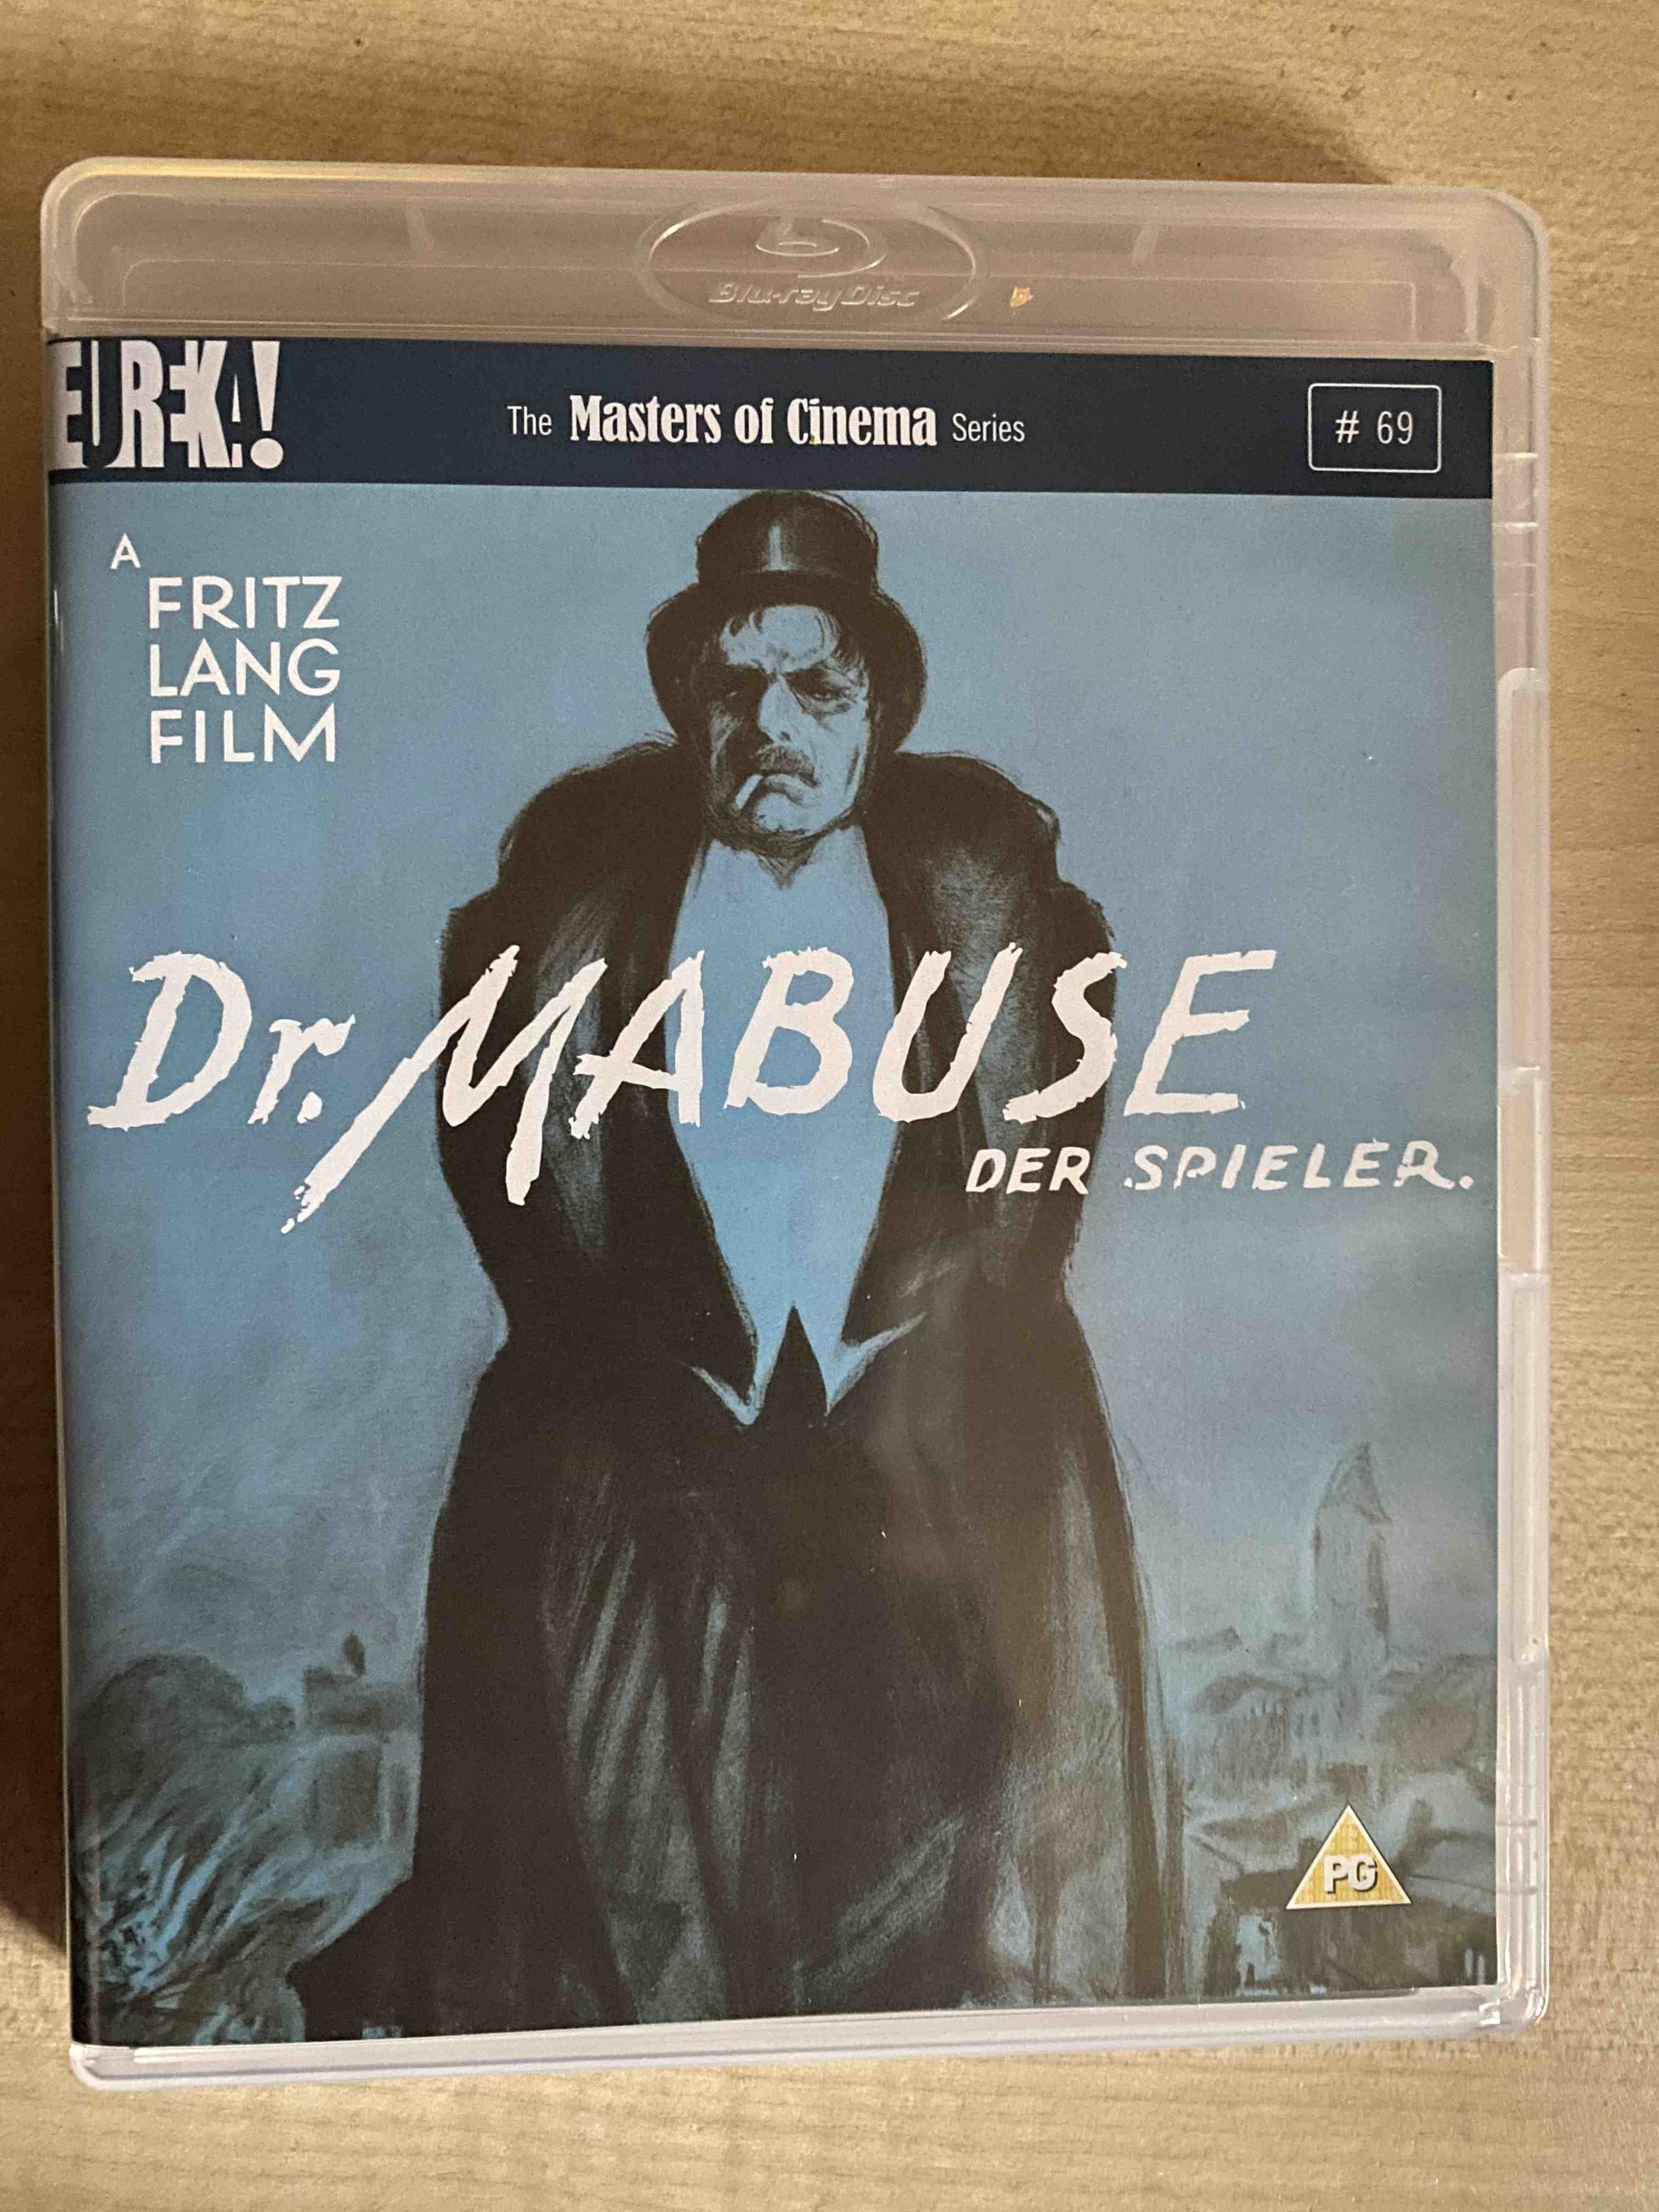 Blu-ray Disc
EUREKA!
The Masters of Cinema Series
# 69
A
FRITZ
LANG
FILM
Dr. MABUSE
DER SPIELER.
PG